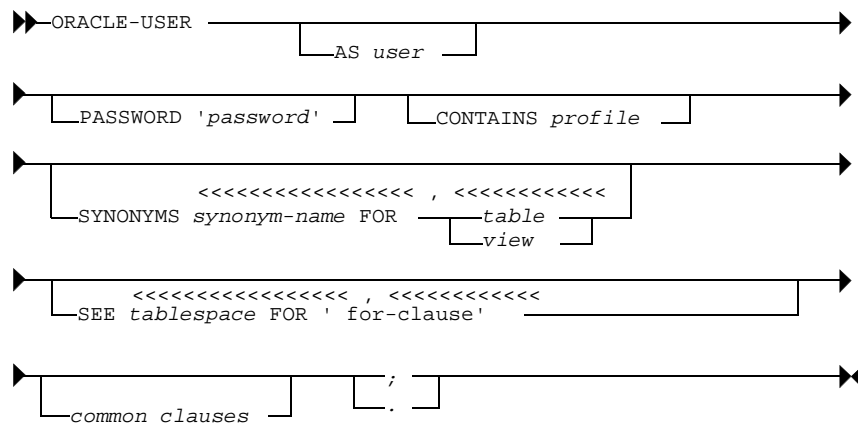 ORACLE-USER
AS user
PASSWORD 'password'
CONTAINS profile
<<<<<<<<<<<<<<<<< , <<<<<<<<<<<<
SYNONYMS synonym-name FOR table
view
<<<<<<<<<<<<<<<<< , <<<<<<<<<<<<
SEE tablespace FOR ' for-clause'
;
common clauses .